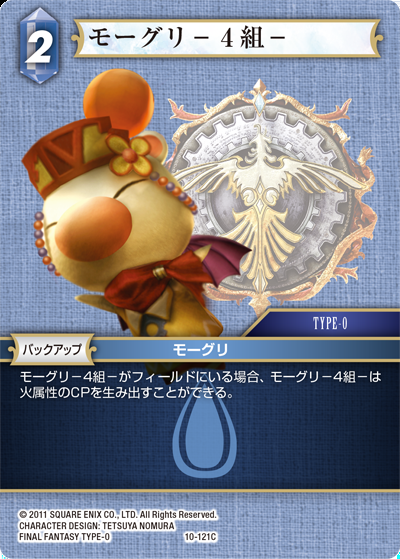 2
モーグリ－4組－
TYPE-0
バックアップ
モーグリ
モーグリ－4組－がフィールドにいる場合、モーグリ－4組－は
火属性のCPを生み出すことができる。
© 2011 SQUARE ENIX CO., LTD. All Rights Reserved.
CHARACTER DESIGN: TETSUYA NOMURA
FINAL FANTASY TYPE-0
10-121C